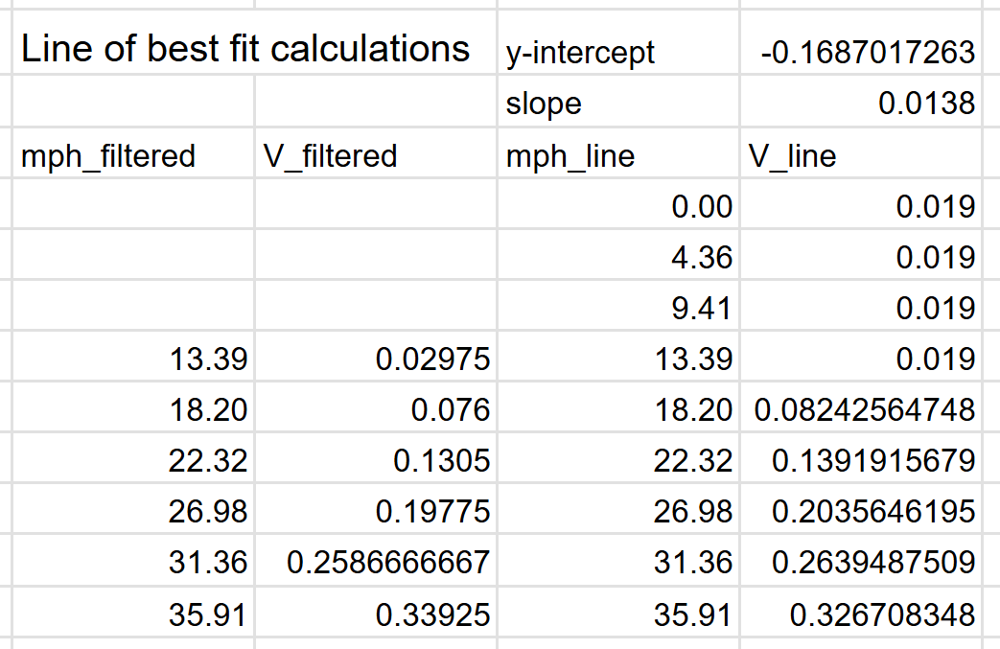 Line of best fit calculations y-intercept -0.1687017263
slope 0.0138
mph_filtered V_filtered mph_line V_line
0.00 0.019
4.36 0.019
9.41 0.019
13.39 0.02975 13.39 0.019
18.20 0.076 18.20 0.08242564748
22.32 0.1305 22.32 0.1391915679
26.98 0.19775 26.98 0.2035646195
31.36 0.2586666667 31.36 0.2639487509
35.91 0.33925 35.91 0.326708348